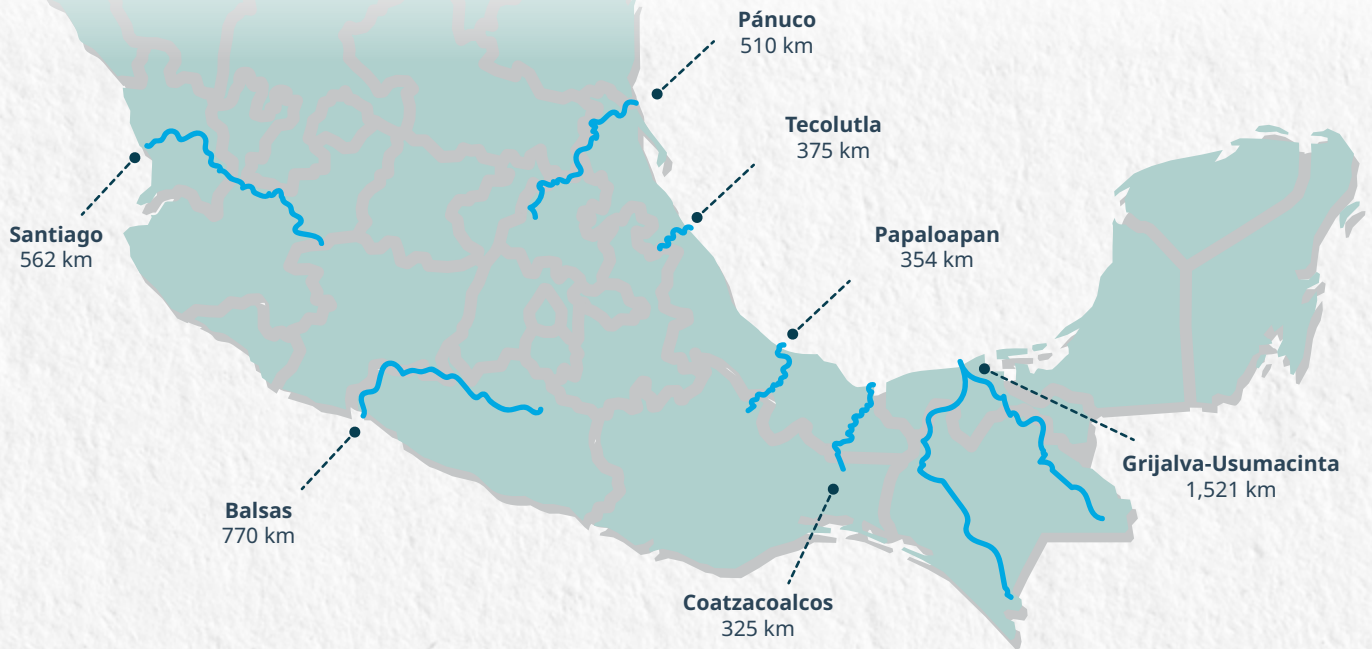 Pánuco
510 km
Tecolutla
375 km
Santiago
562 km
Papaloapan
354 km
Grijalva-Usumacinta
1,521 km
Balsas
770 km
Coatzacoalcos
325 km